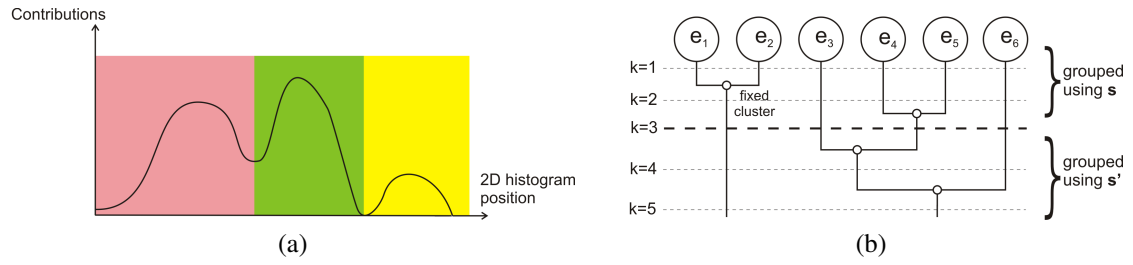 Contributions
2D histogram
position
(a)
e1 e2 e3 e4 e5 e6
k=1
k=2
k=3
k=4
k=5
fixed
cluster
grouped
using s
grouped
using s'
(b)